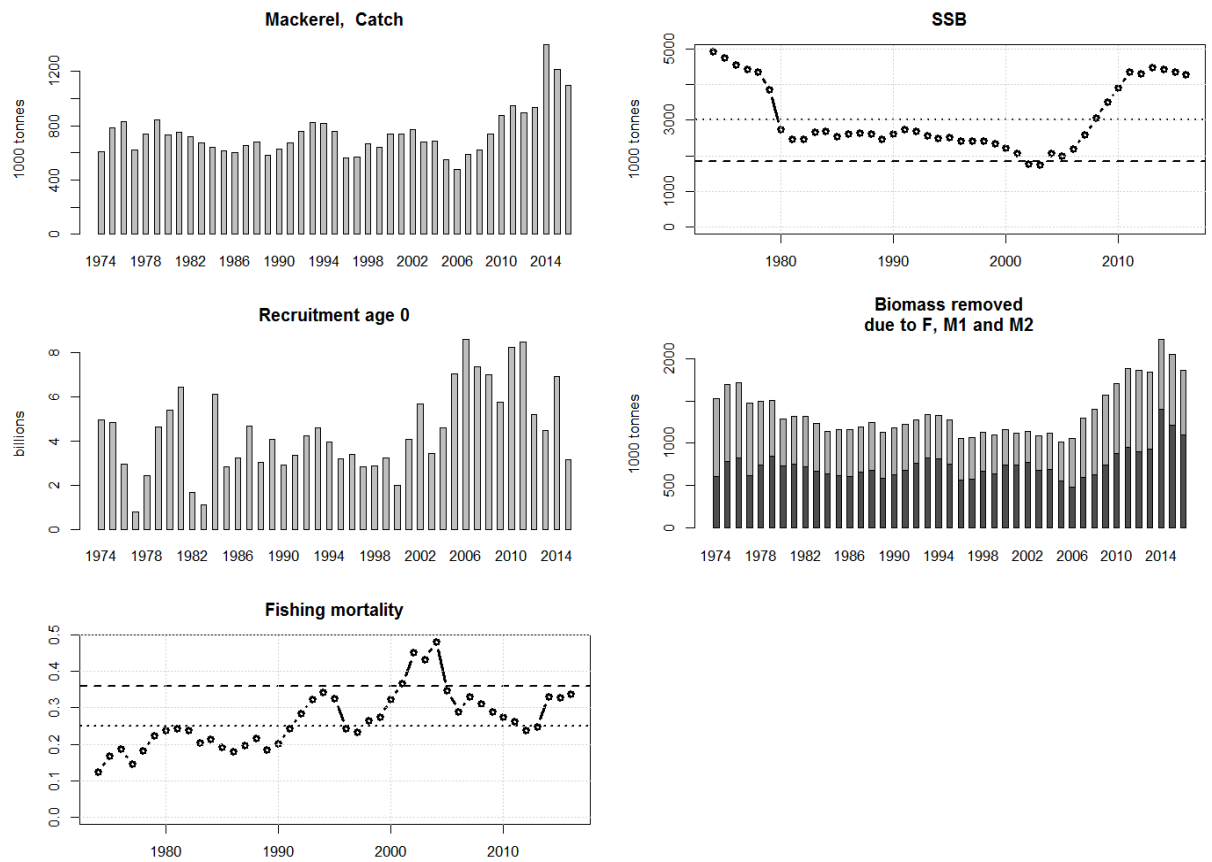 Mackerel, Catch
1000 tonnes
1200
800
400
0
1974 1978 1982 1986 1990 1994 1998 2002 2006 2010 2014
SSB
1000 tonnes
5000
3000
1000
0
1980 1990 2000 2010
Recruitment age 0
billions
8
6
4
2
0
1974 1978 1982 1986 1990 1994 1998 2002 2006 2010 2014
Biomass removed
due to F, M1 and M2
1000 tonnes
2000
1000
500
0
1974 1978 1982 1986 1990 1994 1998 2002 2006 2010 2014
Fishing mortality
0.5
0.4
0.3
0.2
0.1
0.0
1980 1990 2000 2010